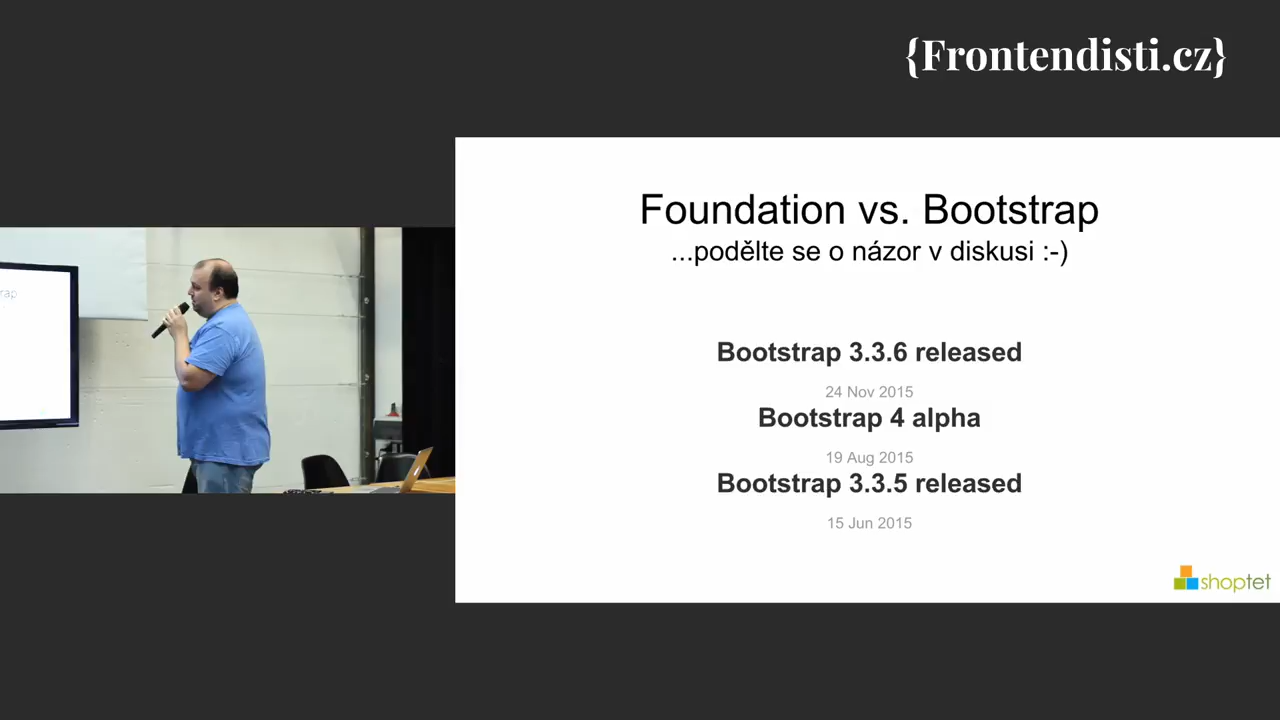 {Frontendisti.cz}
Foundation vs. Bootstrap
...podělte se o názor v diskusi :-)
Bootstrap 3.3.6 released
24 Nov 2015
Bootstrap 4 alpha
19 Aug 2015
Bootstrap 3.3.5 released
15 Jun 2015
shoptet
rap